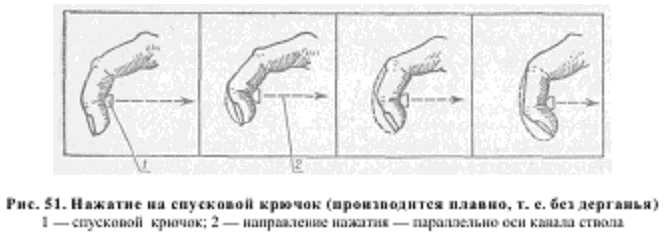 1
2
Рис. 51. Нажатие на спусковой крючок (производится плавно, т. е. без дерганья)
1 — спусковой крючок; 2 — направление нажатия — параллельно оси канала ствола